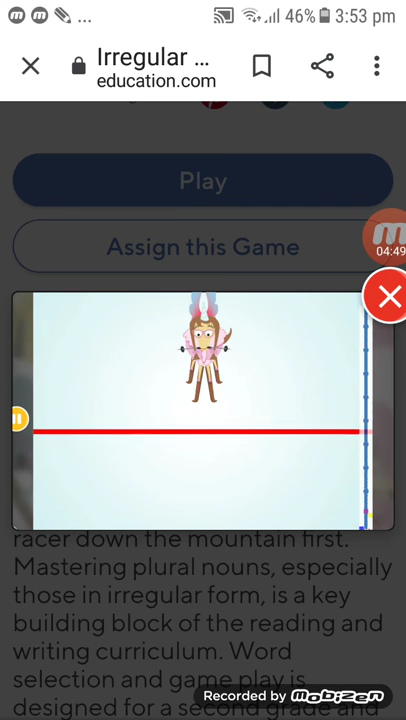 ... 46% 3:53 pm
Irregular ...
education.com
Play
Assign this Game
04:49
racer down the mountain first.
Mastering plural nouns, especially
those in irregular form, is a key
building block of the reading and
writing curriculum. Word
selection and game play is
designed for a second grade and
Recorded by mobizen